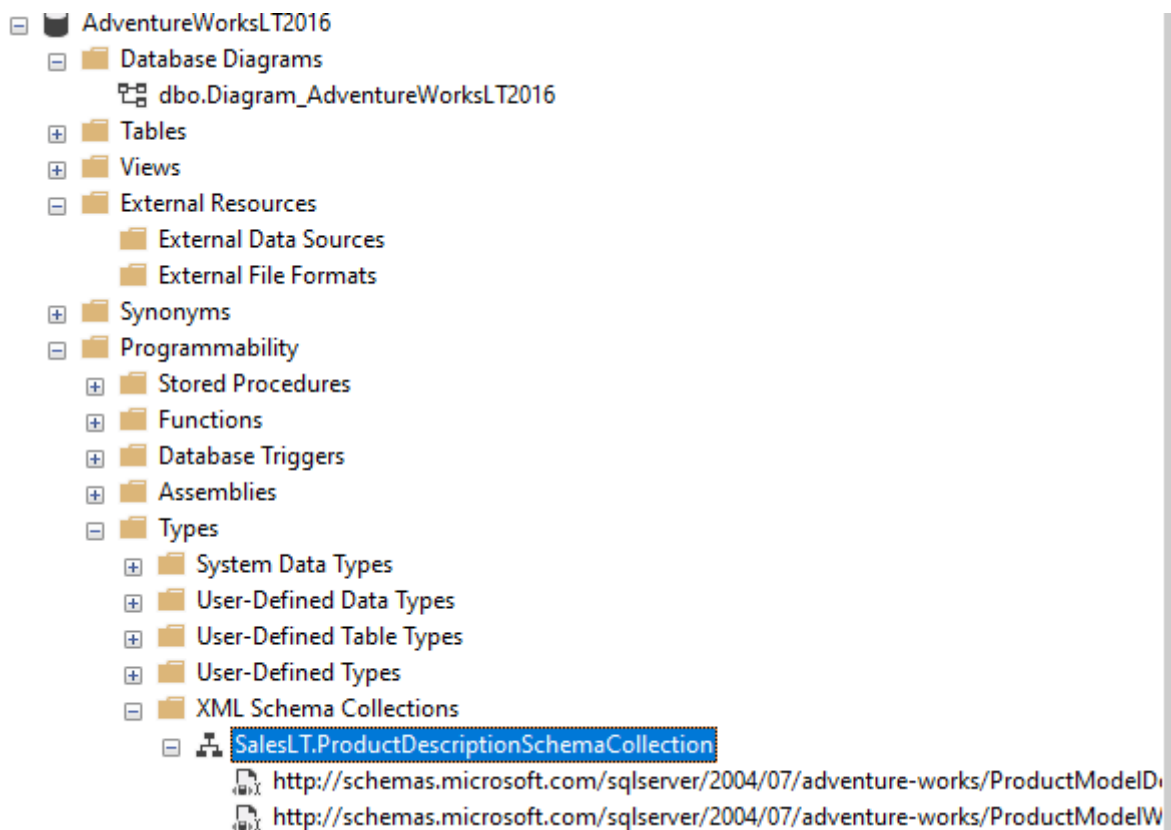 AdventureWorksLT2016
Database Diagrams
dbo.Diagram_AdventureWorksLT2016
Tables
Views
External Resources
External Data Sources
External File Formats
Synonyms
Programmability
Stored Procedures
Functions
Database Triggers
Assemblies
Types
System Data Types
User-Defined Data Types
User-Defined Table Types
User-Defined Types
XML Schema Collections
SalesLT.ProductDescriptionSchemaCollection
http://schemas.microsoft.com/sqlserver/2004/07/adventure-works/ProductModelD
http://schemas.microsoft.com/sqlserver/2004/07/adventure-works/ProductModelW